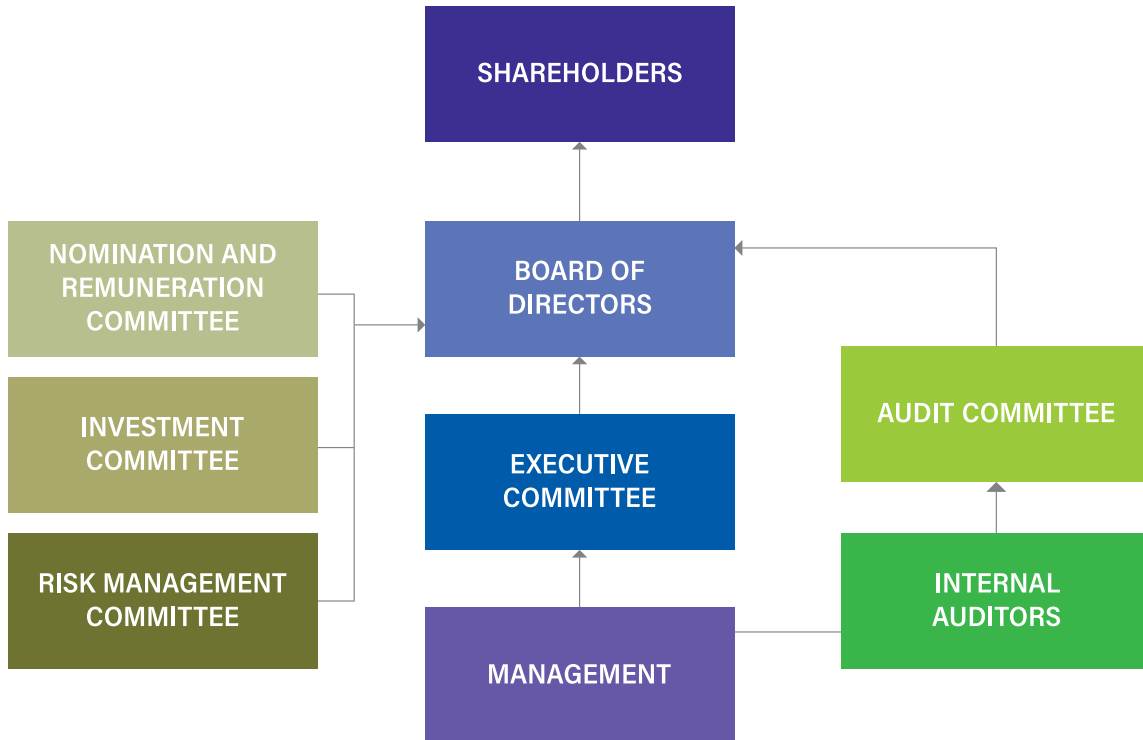 SHAREHOLDERS
NOMINATION AND
REMUNERATION
COMMITTEE
BOARD OF
DIRECTORS
INVESTMENT
COMMITTEE
EXECUTIVE
COMMITTEE
AUDIT COMMITTEE
RISK MANAGEMENT
COMMITTEE
MANAGEMENT
INTERNAL
AUDITORS